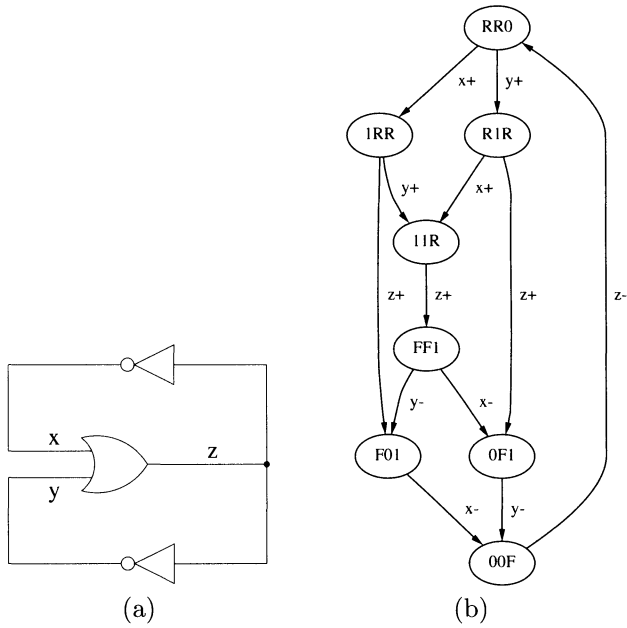 x
y
z
(a)
RR0
x+
y+
1RR
R1R
y+
x+
11R
z+
z+
z+
z-
FF1
y-
x-
F01
0F1
x-
y-
00F
(b)